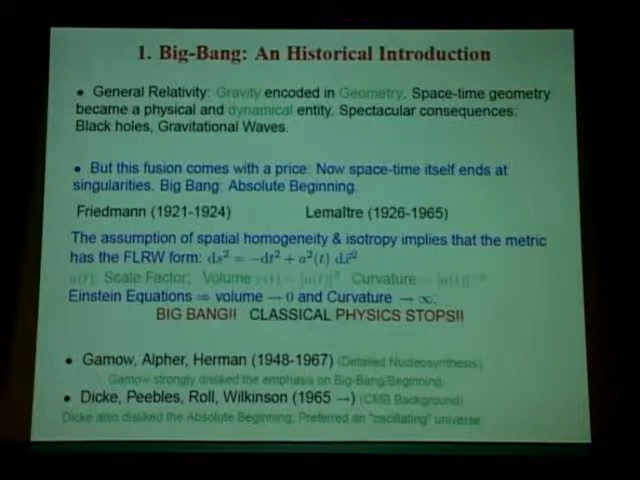 1. Big-Bang: An Historical Introduction
• General Relativity: Gravity encoded in Geometry. Space-time geometry
became a physical and dynamical entity. Spectacular consequences:
Black holes, Gravitational Waves.
• But this fusion comes with a price: Now space-time itself ends at
singularities. Big Bang: Absolute Beginning.
Friedmann (1921-1924) Lemaître (1926-1965)
The assumption of spatial homogeneity & isotropy implies that the metric
has the FLRW form: ds² = −dt² + a²(t) dx⃗²
a(t): Scale Factor; Volume Curvature
Einstein Equations ⇒ volume → 0 and Curvature → ∞:
BIG BANG!! CLASSICAL PHYSICS STOPS!!
• Gamow, Alpher, Herman (1948-1967) (Detailed Nucleosynthesis)
Gamow strongly disliked the emphasis on Big-Bang/Beginning.
• Dicke, Peebles, Roll, Wilkinson (1965 →) (CMB Background)
Dicke also disliked the Absolute Beginning; Preferred an "oscillating" universe